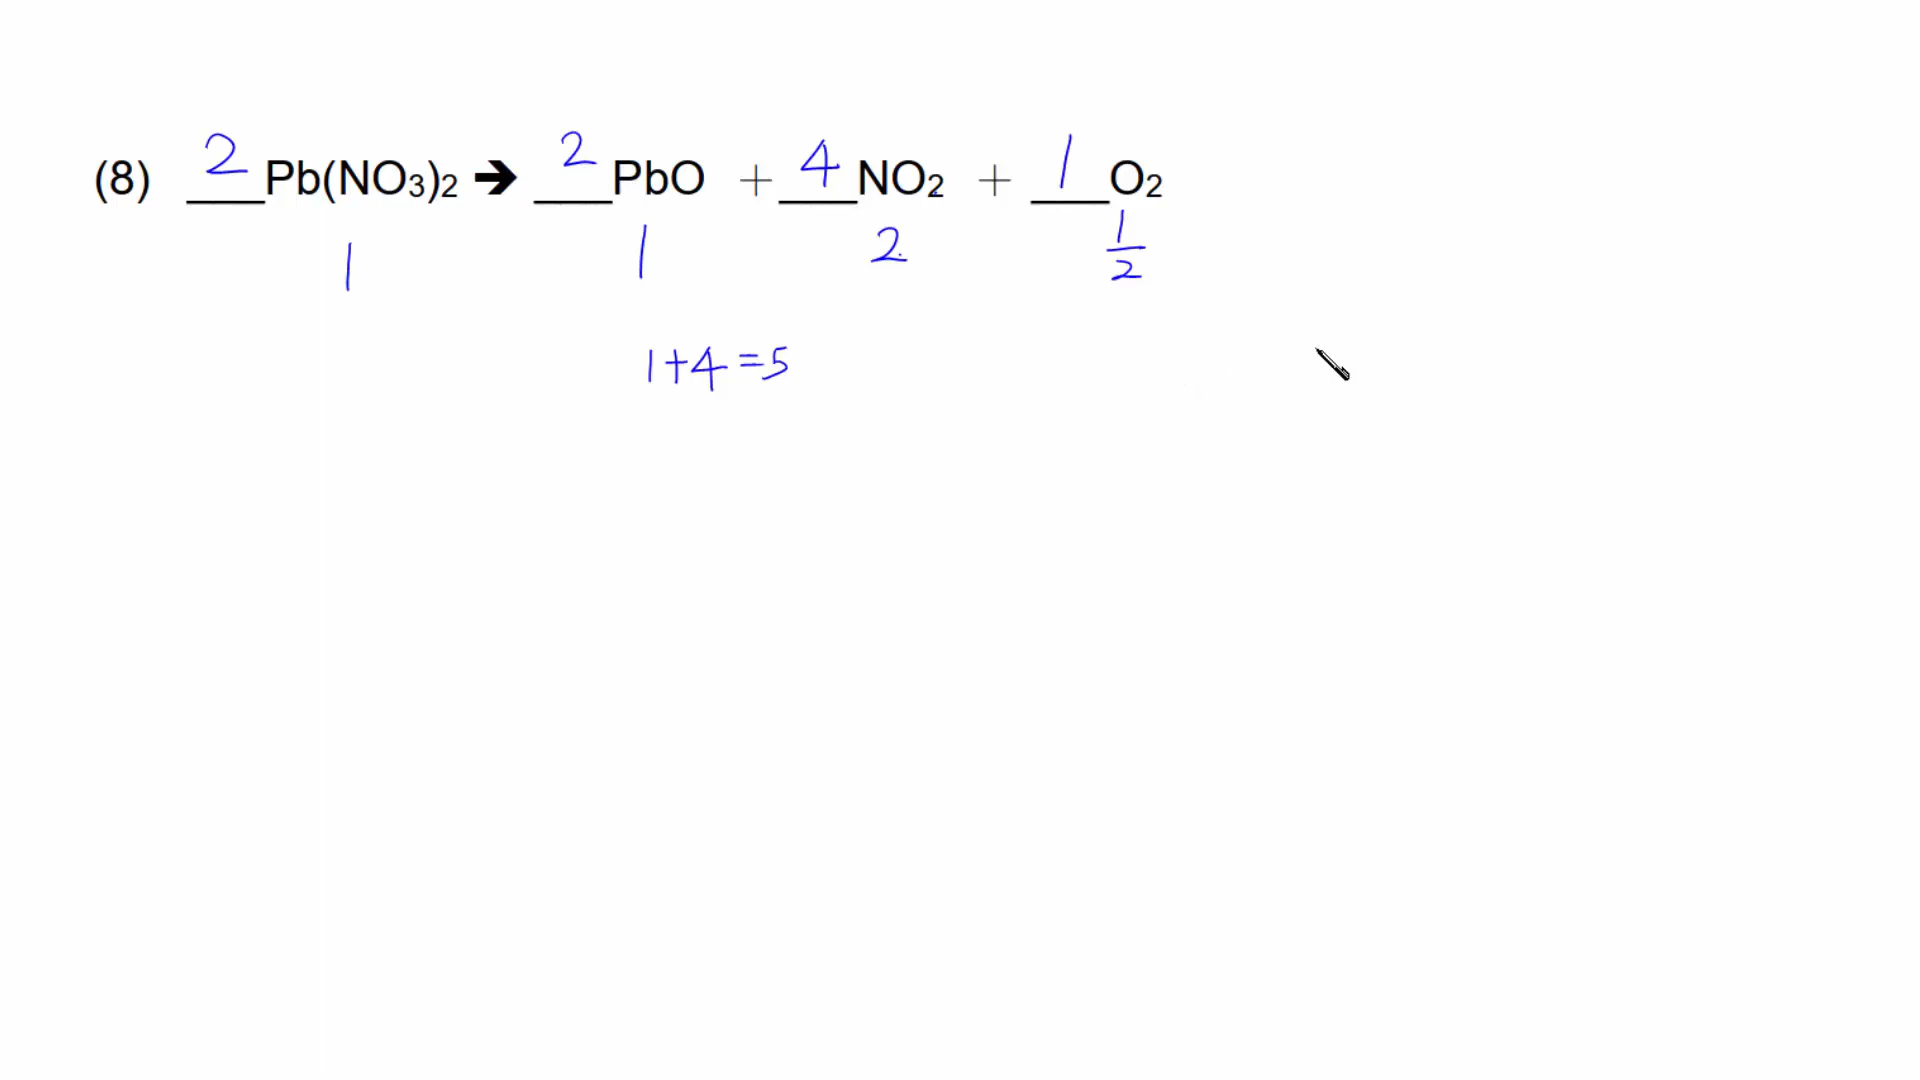 (8) 2 Pb(NO3)2 ➔ 2 PbO + 4 NO2 + 1 O2
1 1 2 1/2
1+4=5